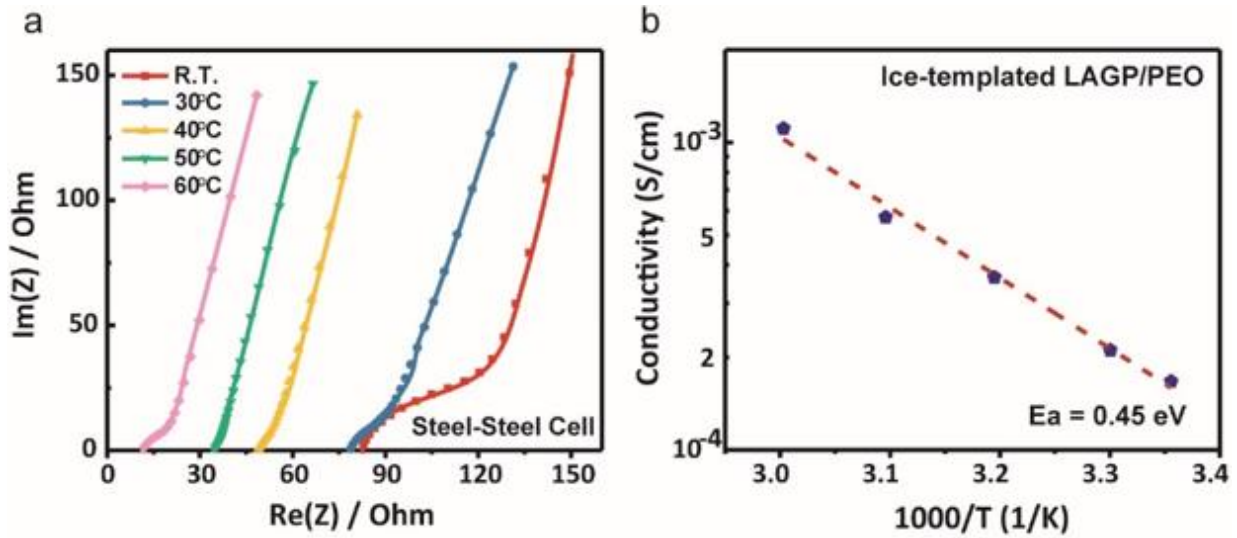 a
150
100
50
0
Im(Z) / Ohm
R.T.
30°C
40°C
50°C
60°C
Steel-Steel Cell
0 30 60 90 120 150
Re(Z) / Ohm
b
Ice-templated LAGP/PEO
10-3
5
2
10-4
Conductivity (S/cm)
Ea = 0.45 eV
3.0 3.1 3.2 3.3 3.4
1000/T (1/K)